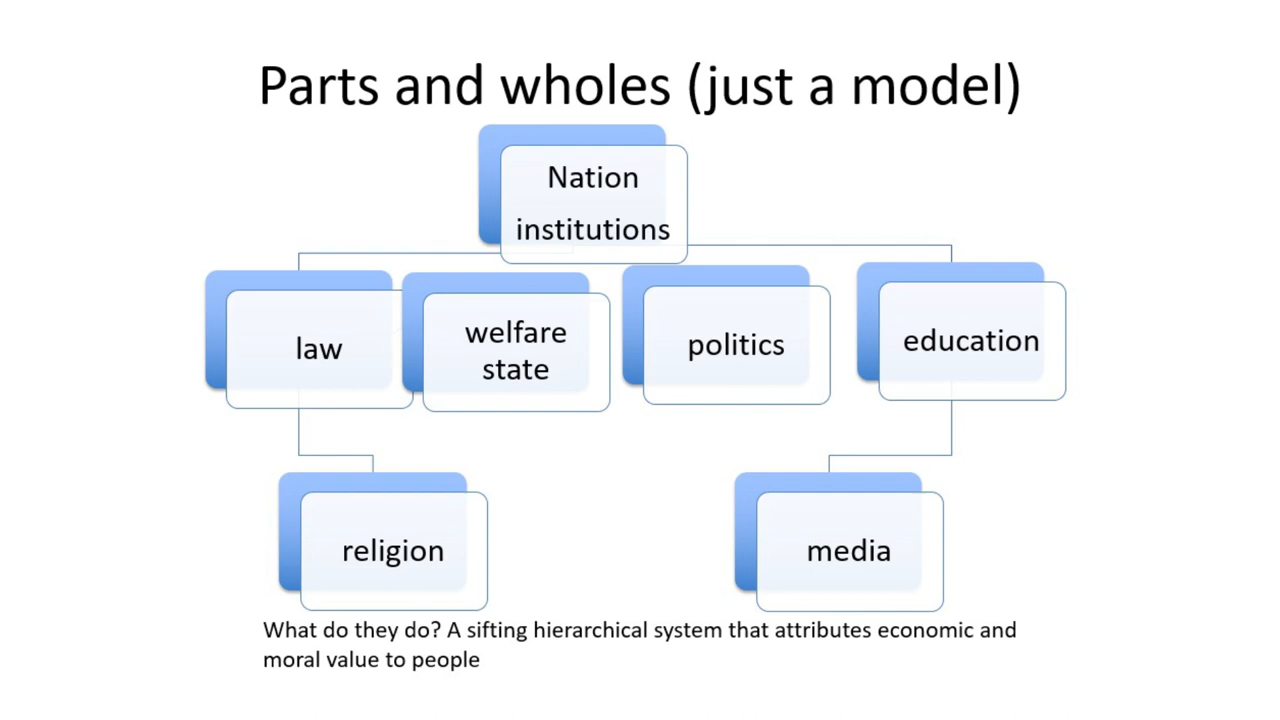 Parts and wholes (just a model)
Nation
institutions
law
welfare
state
politics
education
religion
media
What do they do? A sifting hierarchical system that attributes economic and
moral value to people